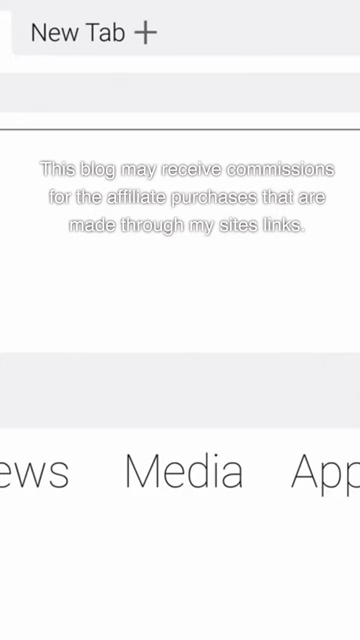 New Tab +
This blog may receive commissions
for the affiliate purchases that are
made through my sites links.
ews Media App